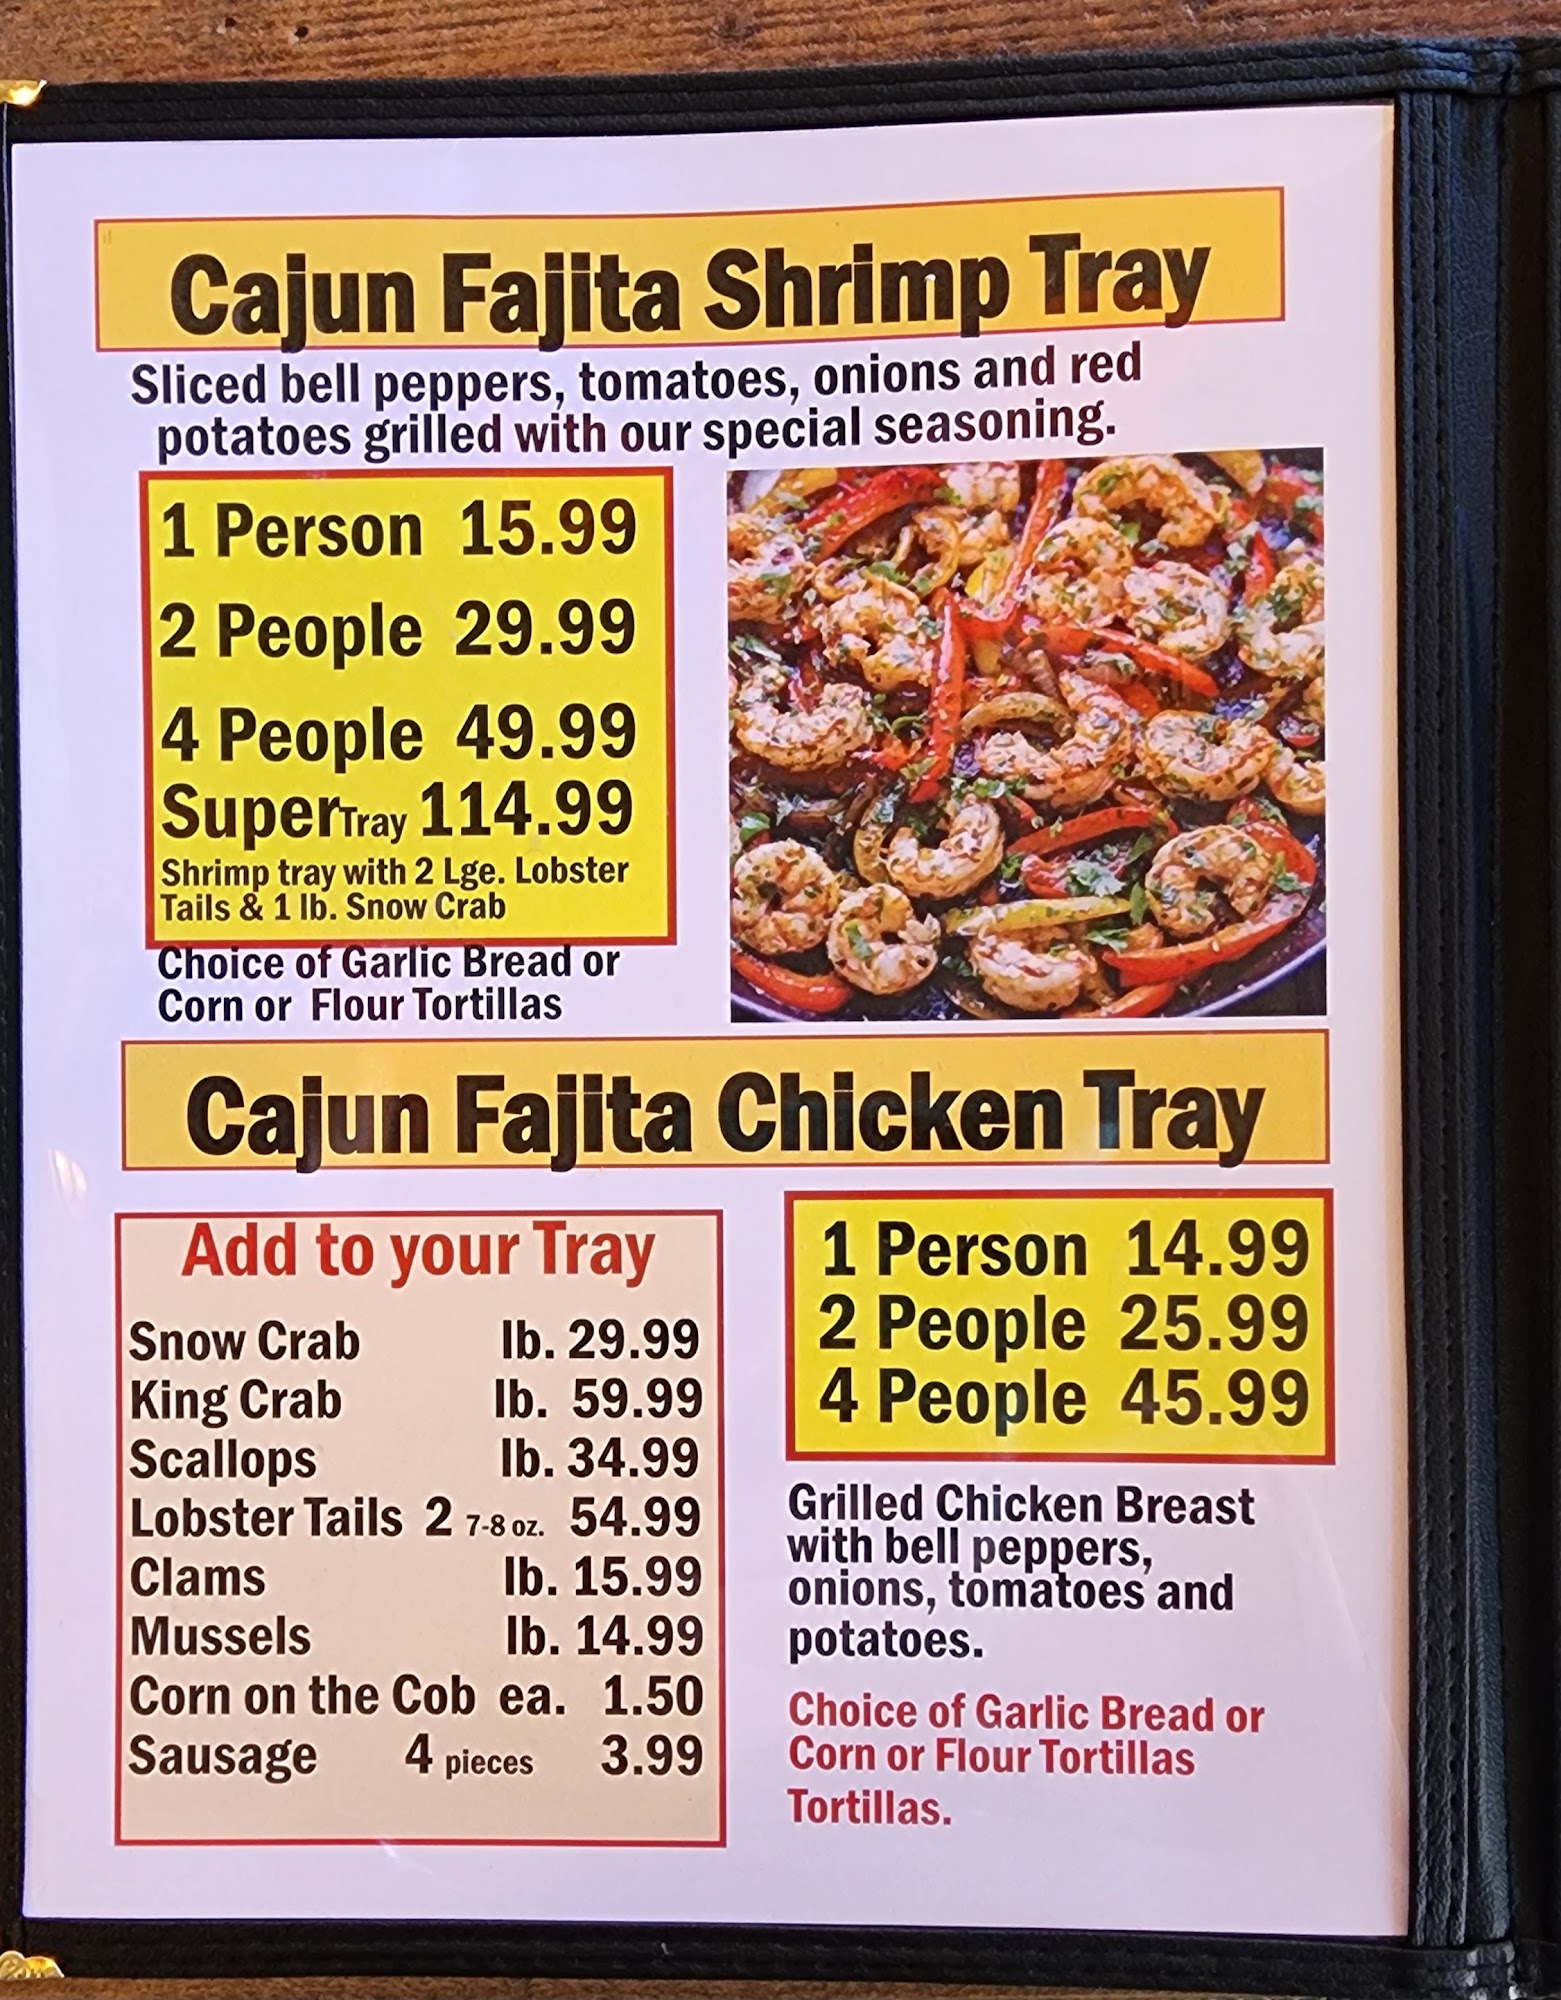 Cajun Fajita Shrimp Tray
Sliced bell peppers, tomatoes, onions and red
potatoes grilled with our special seasoning.
1 Person 15.99
2 People 29.99
4 People 49.99
Super Tray 114.99
Shrimp tray with 2 Lge. Lobster
Tails & 1 lb. Snow Crab
Choice of Garlic Bread or
Corn or Flour Tortillas
Cajun Fajita Chicken Tray
Add to your Tray
Snow Crab lb. 29.99
King Crab lb. 59.99
Scallops lb. 34.99
Lobster Tails 2 7-8 oz. 54.99
Clams lb. 15.99
Mussels lb. 14.99
Corn on the Cob ea. 1.50
Sausage 4 pieces 3.99
1 Person 14.99
2 People 25.99
4 People 45.99
Grilled Chicken Breast
with bell peppers,
onions, tomatoes and
potatoes.
Choice of Garlic Bread or
Corn or Flour Tortillas
Tortillas.